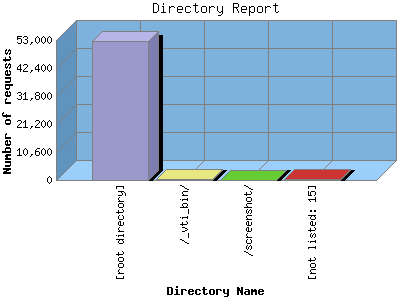 Directory Report
Number of requests
53,000
42,400
31,800
21,200
10,600
0
[root directory]
/_vti_bin/
/screenshot/
[not listed: 15]
Directory Name